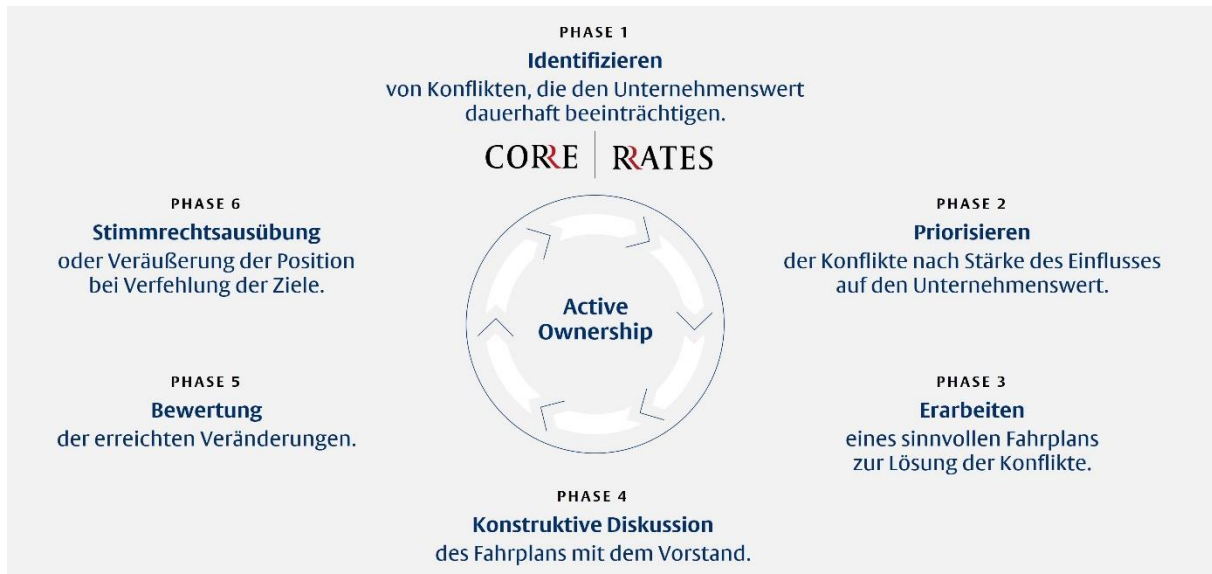 PHASE 1
Identifizieren
von Konflikten, die den Unternehmenswert
dauerhaft beeinträchtigen.
CORRE | RRATES
PHASE 2
Priorisieren
der Konflikte nach Stärke des Einflusses
auf den Unternehmenswert.
PHASE 3
Erarbeiten
eines sinnvollen Fahrplans
zur Lösung der Konflikte.
PHASE 4
Konstruktive Diskussion
des Fahrplans mit dem Vorstand.
PHASE 5
Bewertung
der erreichten Veränderungen.
PHASE 6
Stimmrechtsausübung
oder Veräußerung der Position
bei Verfehlung der Ziele.
Active
Ownership